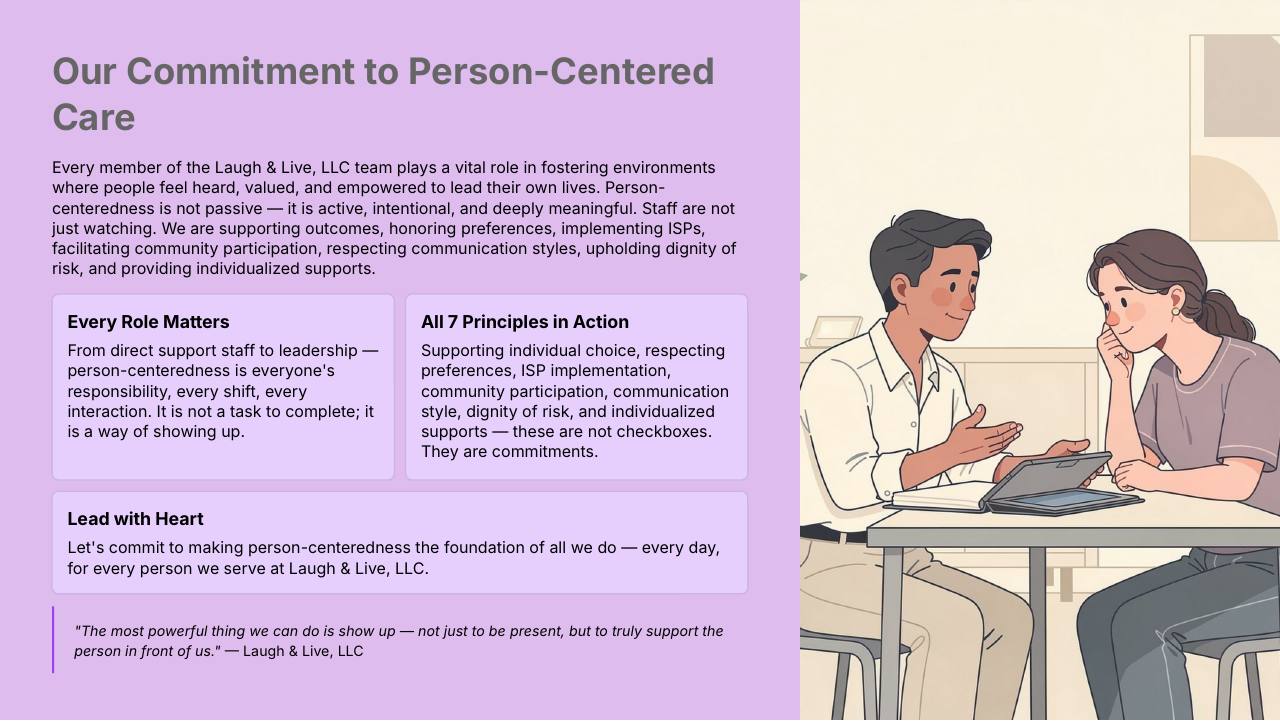 Our Commitment to Person-Centered
Care
Every member of the Laugh & Live, LLC team plays a vital role in fostering environments
where people feel heard, valued, and empowered to lead their own lives. Person-
centeredness is not passive — it is active, intentional, and deeply meaningful. Staff are not
just watching. We are supporting outcomes, honoring preferences, implementing ISPs,
facilitating community participation, respecting communication styles, upholding dignity of
risk, and providing individualized supports.
Every Role Matters
From direct support staff to leadership —
person-centeredness is everyone's
responsibility, every shift, every
interaction. It is not a task to complete; it
is a way of showing up.
All 7 Principles in Action
Supporting individual choice, respecting
preferences, ISP implementation,
community participation, communication
style, dignity of risk, and individualized
supports — these are not checkboxes.
They are commitments.
Lead with Heart
Let's commit to making person-centeredness the foundation of all we do — every day,
for every person we serve at Laugh & Live, LLC.
"The most powerful thing we can do is show up — not just to be present, but to truly support the
person in front of us." — Laugh & Live, LLC